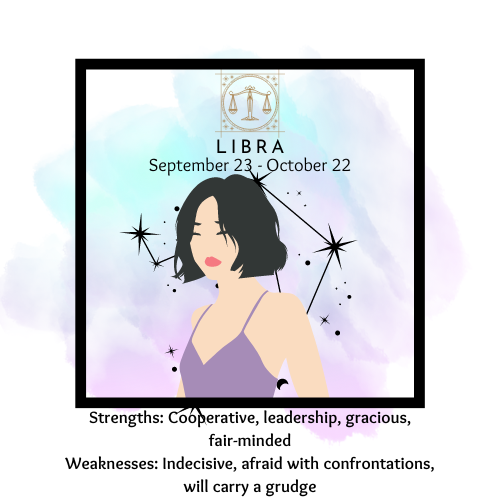 LIBRA
September 23 - October 22
Strengths: Cooperative, leadership, gracious,
fair-minded
Weaknesses: Indecisive, afraid with confrontations,
will carry a grudge